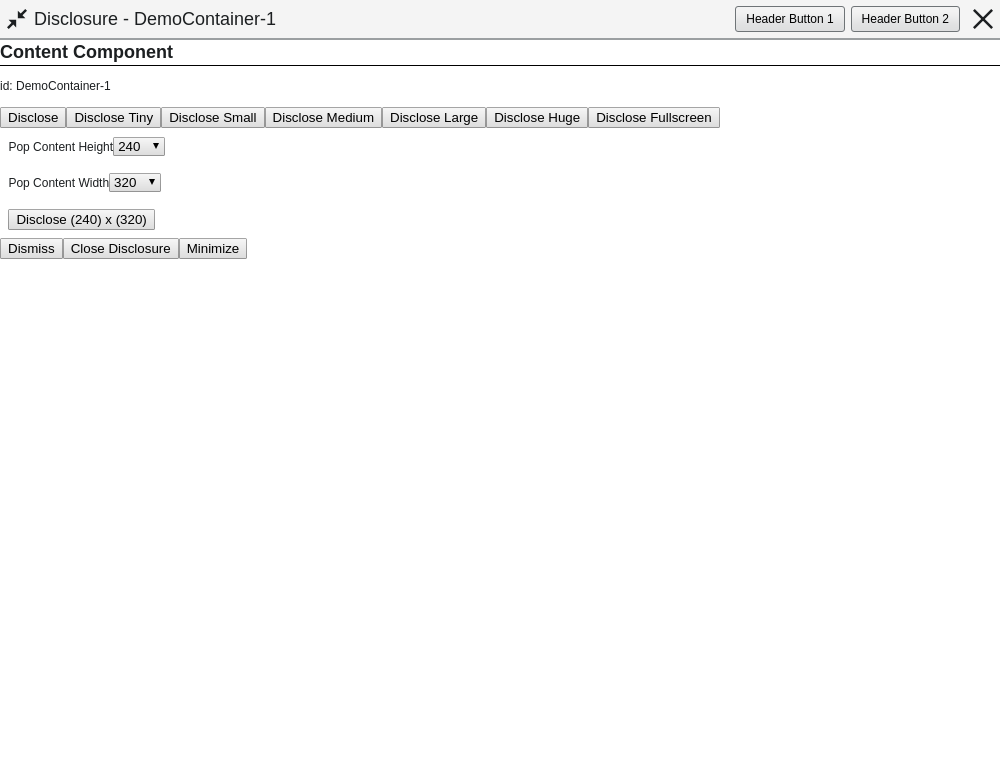 Disclosure - DemoContainer-1 Header Button 1 Header Button 2
Content Component
id: DemoContainer-1
Disclose Disclose Tiny Disclose Small Disclose Medium Disclose Large Disclose Huge Disclose Fullscreen
Pop Content Height 240
Pop Content Width 320
Disclose (240) x (320)
Dismiss Close Disclosure Minimize